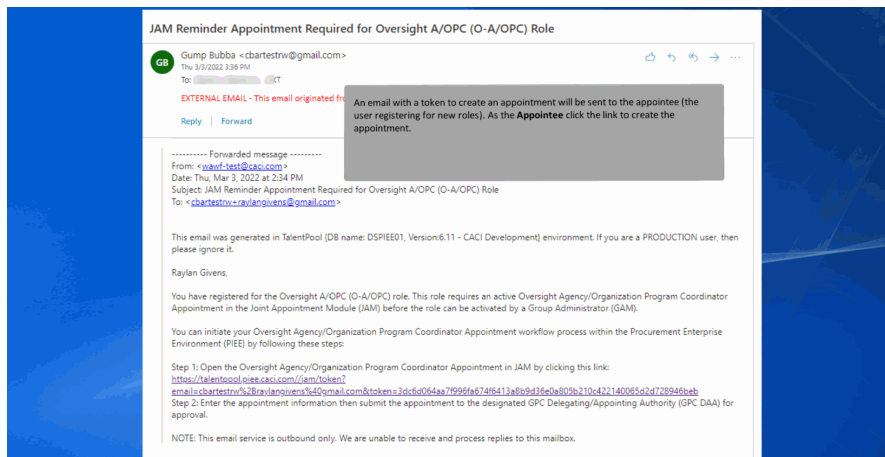 JAM Reminder Appointment Required for Oversight A/OPC (O-A/OPC) Role
GB
Gump Bubba <cbartestrw@gmail.com>
Thu 3/3/2022 3:36 PM
To:
EXTERNAL EMAIL - This email originated
Reply | Forward
An email with a token to create an appointment will be sent to the appointee (the
user registering for new roles). As the Appointee click the link to create the
appointment.
---------- Forwarded message ---------
From: <wawf-test@caci.com>
Date: Thu, Mar 3, 2022 at 2:34 PM
Subject: JAM Reminder Appointment Required for Oversight A/OPC (O-A/OPC) Role
To: <cbartestrw+raylangivens@gmail.com>
This email was generated in TalentPool {DB name: DSPIEE01, Version:6.11 - CACI Development} environment. If you are a PRODUCTION user, then
please ignore it.
Raylan Givens,
You have registered for the Oversight A/OPC (O-A/OPC) role. This role requires an active Oversight Agency/Organization Program Coordinator
Appointment in the Joint Appointment Module (JAM) before the role can be activated by a Group Administrator (GAM).
You can initiate your Oversight Agency/Organization Program Coordinator Appointment workflow process within the Procurement Enterprise
Environment (PIEE) by following these steps:
Step 1: Open the Oversight Agency/Organization Program Coordinator Appointment in JAM by clicking this link:
https://talentpool.piee.caci.com//jam/token?
email=cbartestrw%2Braylangivens%40gmail.com&token=3dc6d064aa7f996fa674f6413a8b9d36e0a805b210c422140065d2d728946beb
Step 2: Enter the appointment information then submit the appointment to the designated GPC Delegating/Appointing Authority (GPC DAA) for
approval.
NOTE: This email service is outbound only. We are unable to receive and process replies to this mailbox.